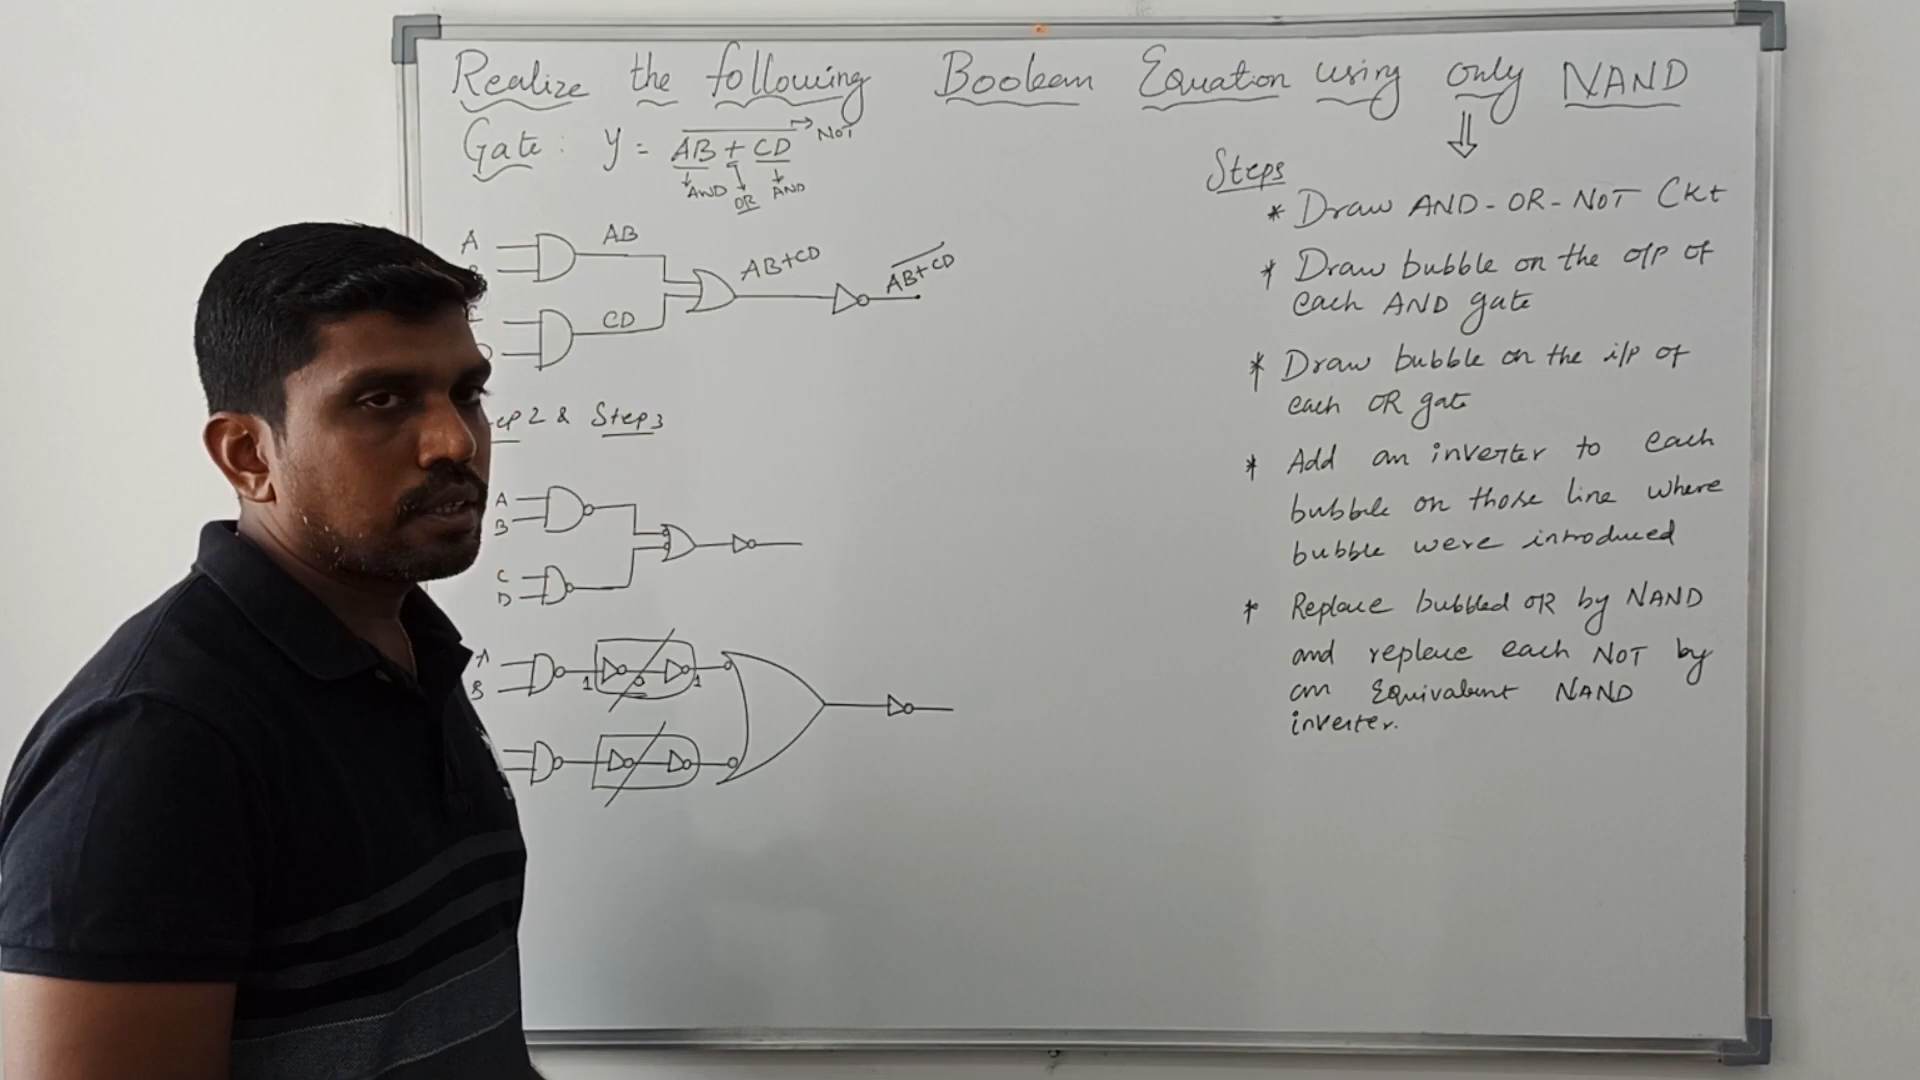 Realize the following Boolean Equation using only NAND
Gate : y = AB + CD → NOT
AND OR AND
A
AB
AB+CD
AB+CD
CD
2 & Step3
A
B
C
D
A
B
1 0 1
Steps
* Draw AND-OR-NOT Ckt
* Draw bubble on the o/p of
each AND gate
* Draw bubble on the i/p of
each OR gate
* Add an inverter to each
bubble on those line where
bubble were introduced
* Replace bubbled OR by NAND
and replace each NOT by
an Equivalent NAND
inverter.